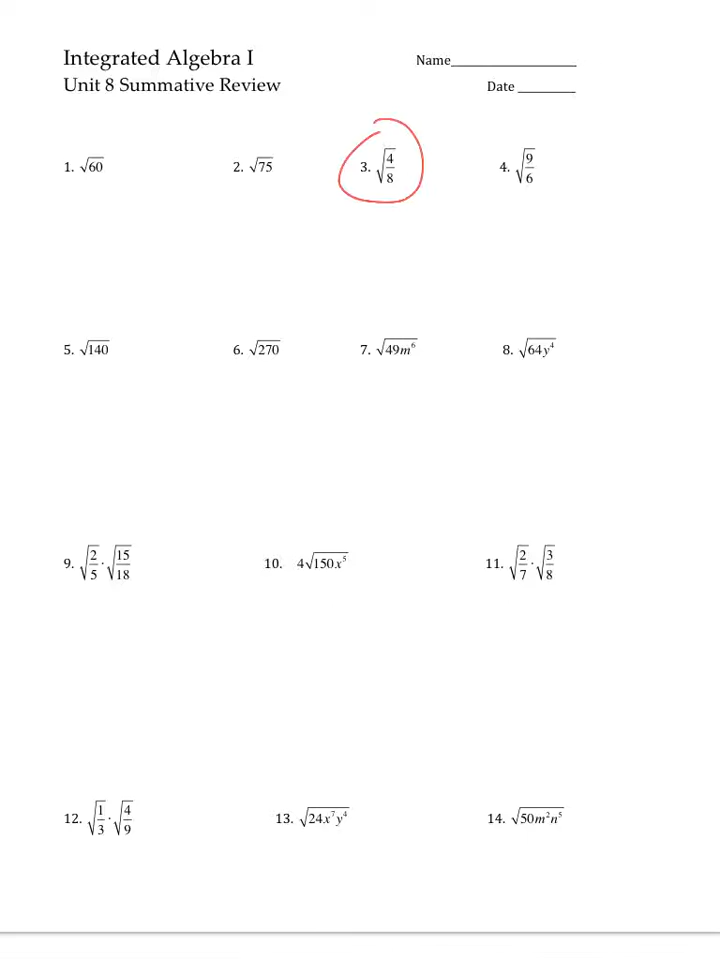 Integrated Algebra I Name__________________
Unit 8 Summative Review Date ________
1. √60 2. √75 3. √(4/8) 4. √(9/6)
5. √140 6. √270 7. √(49m⁶) 8. √(64y⁴)
9. √(2/5) · √(15/18) 10. 4√(150x⁵) 11. √(2/7) · √(3/8)
12. √(1/3) · √(4/9) 13. √(24x⁷y⁴) 14. √(50m²n⁵)